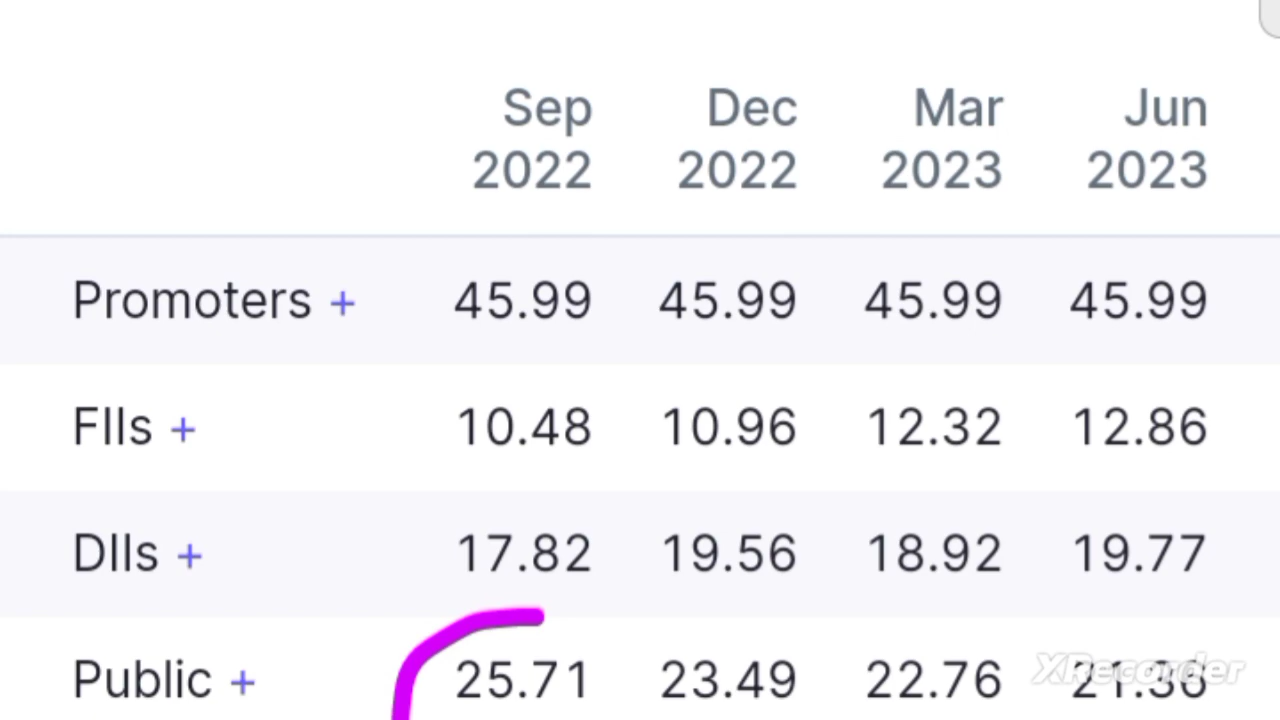 Sep Dec Mar Jun
2022 2022 2023 2023
Promoters + 45.99 45.99 45.99 45.99
FIIs + 10.48 10.96 12.32 12.86
DIIs + 17.82 19.56 18.92 19.77
Public + 25.71 23.49 22.76 21.36
XRecorder